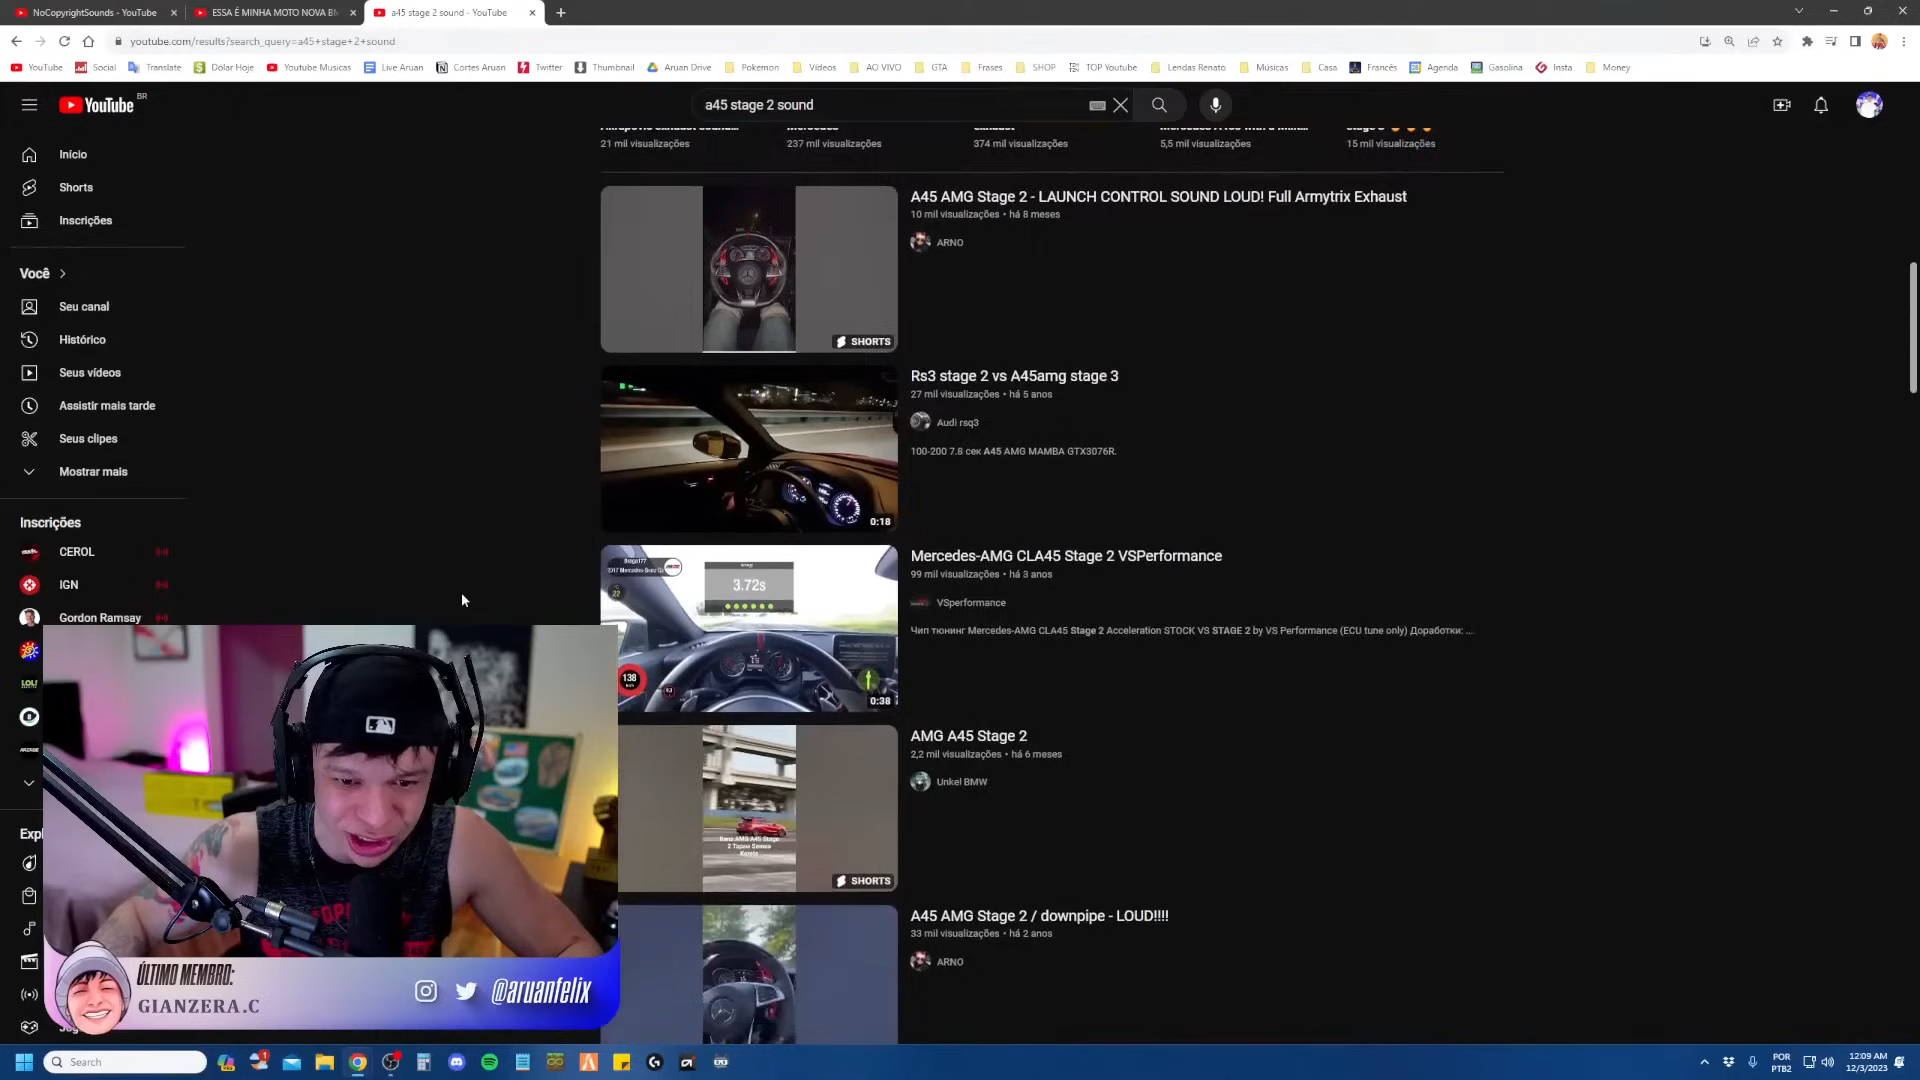 NoCopyrightSounds - YouTube
ESSA É MINHA MOTO NOVA
a45 stage 2 sound - YouTube
youtube.com/results?search_query=a45+stage+2+sound
YouTube
Social
Translate
Dólar Hoje
Youtube Musicas
Live Aruan
Cortes Aruan
Twitter
Thumbnail
Aruan Drive
Pokemon
Vídeos
AO VIVO
GTA
Frases
SHOP
TOP Youtube
Lendas Renato
Músicas
Casa
Francês
Agenda
Gasolina
Insta
Money
YouTube
BR
a45 stage 2 sound
21 mil visualizações
237 mil visualizações
374 mil visualizações
5,5 mil visualizações
15 mil visualizações
Início
Shorts
Inscrições
Você
Seu canal
Histórico
Seus vídeos
Assistir mais tarde
Seus clipes
Mostrar mais
Inscrições
CEROL
IGN
Gordon Ramsay
Expl
A45 AMG Stage 2 - LAUNCH CONTROL SOUND LOUD! Full Armytrix Exhaust
10 mil visualizações • há 8 meses
ARNO
SHORTS
Rs3 stage 2 vs A45amg stage 3
27 mil visualizações • há 5 anos
Audi rsq3
100-200 7.8 сек A45 AMG MAMBA GTX3076R.
0:18
Mercedes-AMG CLA45 Stage 2 VSPerformance
99 mil visualizações • há 3 anos
VSperformance
Чип тюнинг Mercedes-AMG CLA45 Stage 2 Acceleration STOCK VS STAGE 2 by VS Performance (ECU tune only) Доработки: ...
3.72s
22
138
0:38
AMG A45 Stage 2
2,2 mil visualizações • há 6 meses
Unkel BMW
SHORTS
A45 AMG Stage 2 / downpipe - LOUD!!!!
33 mil visualizações • há 2 anos
ARNO
ÚLTIMO MEMBRO:
GIANZERA.C
@aruanfelix
Search
POR
PTB2
12:09 AM
12/3/2023